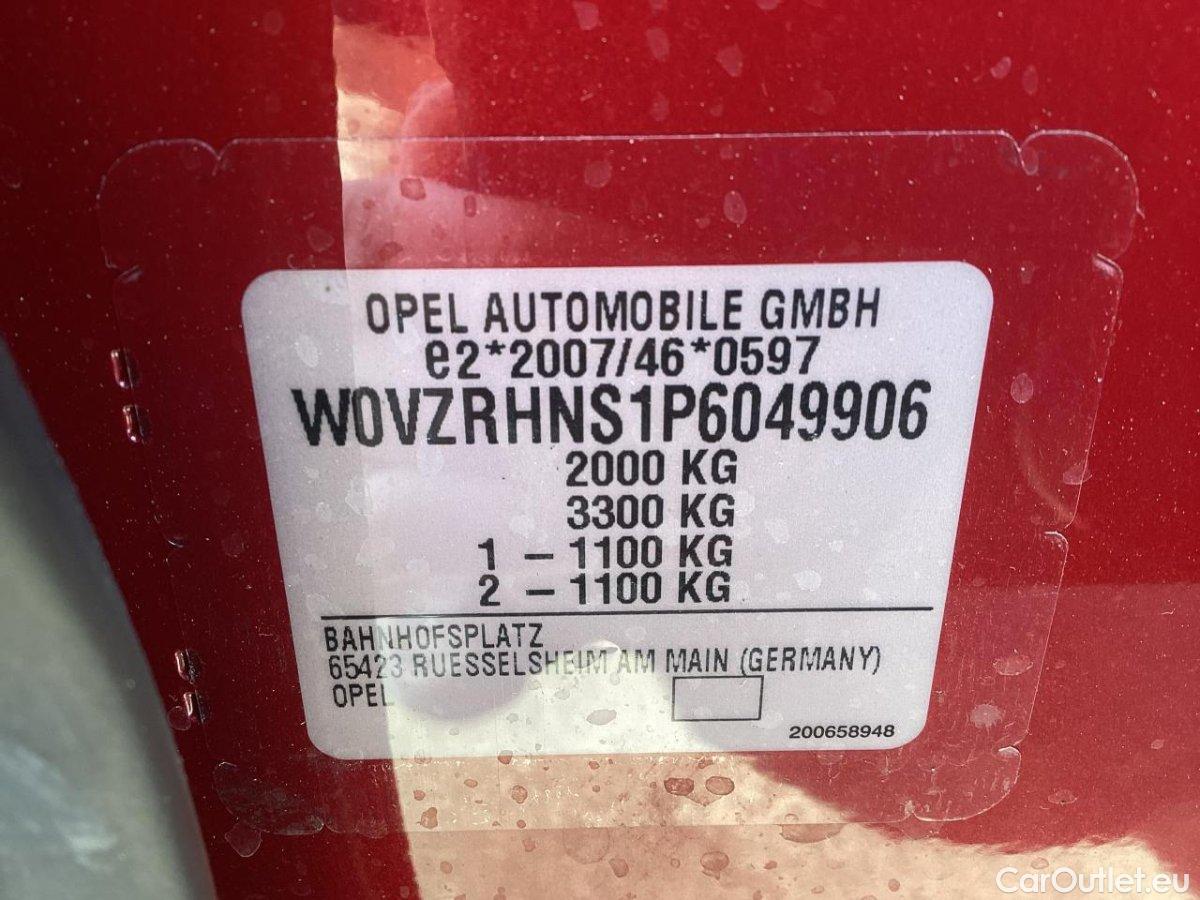 OPEL AUTOMOBILE GMBH
e2*2007/46*0597
W0VZRHNS1P6049906
2000 KG
3300 KG
1 – 1100 KG
2 – 1100 KG
BAHNHOFSPLATZ
65423 RUESSELSHEIM AM MAIN (GERMANY)
OPEL
200658948
CarOutlet.eu